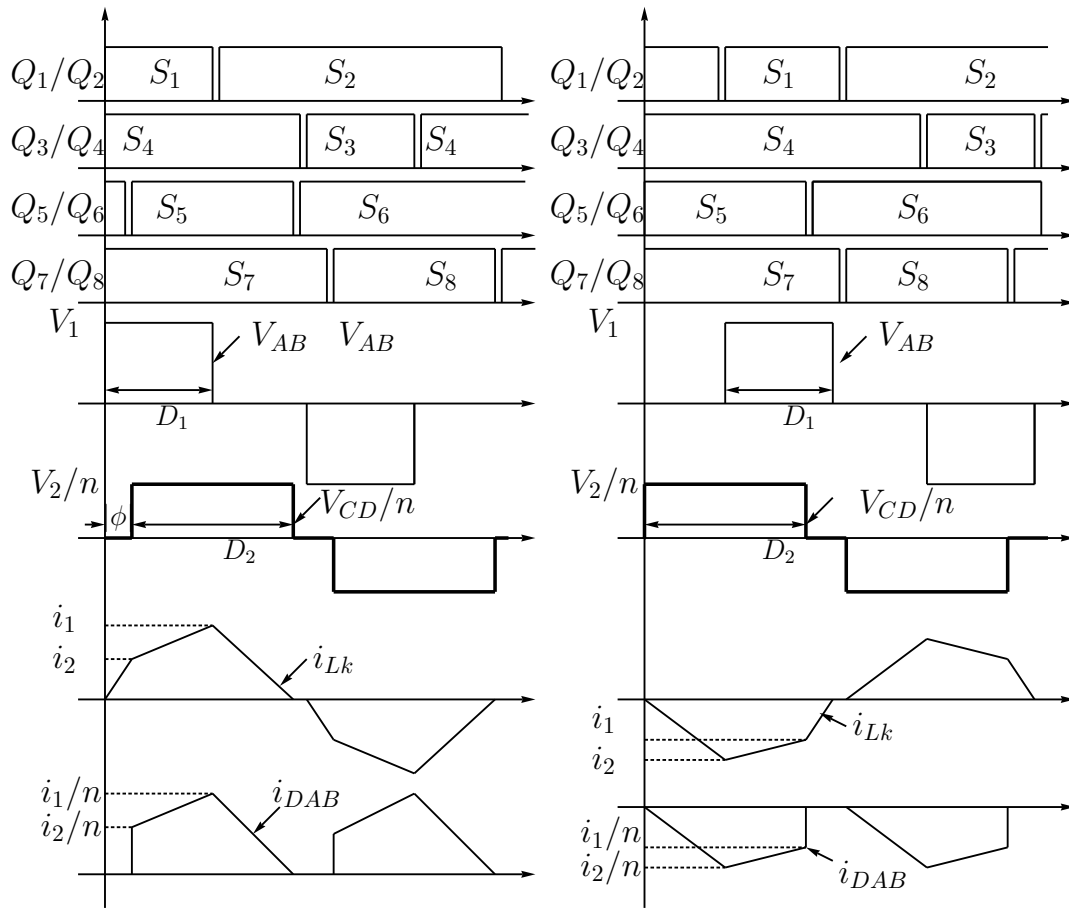 Q1/Q2 S1 S2
Q3/Q4 S4 S3 S4
Q5/Q6 S5 S6
Q7/Q8 S7 S8
V1 VAB VAB
D1
V2/n ϕ VCD/n
D2
i1
i2 iLk
i1/n iDAB
i2/n
Q1/Q2 S1 S2
Q3/Q4 S4 S3
Q5/Q6 S5 S6
Q7/Q8 S7 S8
V1 VAB
D1
V2/n VCD/n
D2
i1 iLk
i2
i1/n
i2/n iDAB